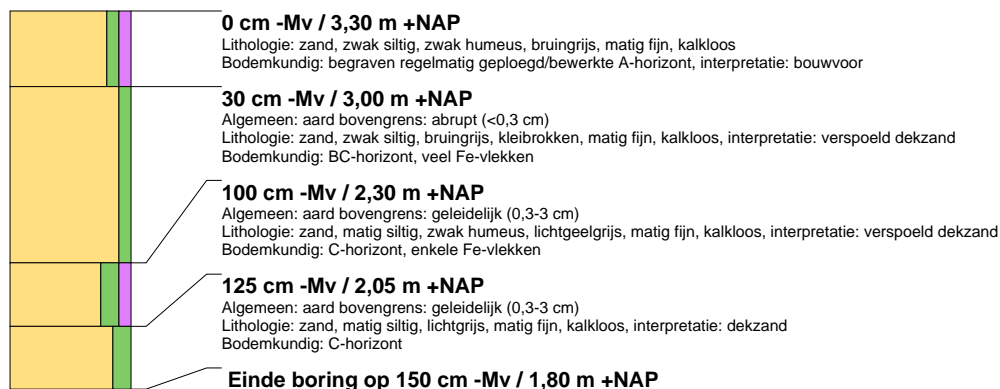 0 cm -Mv / 3,30 m +NAP
Lithologie: zand, zwak siltig, zwak humeus, bruingrijs, matig fijn, kalkloos
Bodemkundig: begraven regelmatig geploegd/bewerkte A-horizont, interpretatie: bouwvoor
30 cm -Mv / 3,00 m +NAP
Algemeen: aard bovengrens: abrupt (<0,3 cm)
Lithologie: zand, zwak siltig, bruingrijs, kleibrokken, matig fijn, kalkloos, interpretatie: verspoeld dekzand
Bodemkundig: BC-horizont, veel Fe-vlekken
100 cm -Mv / 2,30 m +NAP
Algemeen: aard bovengrens: geleidelijk (0,3-3 cm)
Lithologie: zand, matig siltig, zwak humeus, lichtgeelgrijs, matig fijn, kalkloos, interpretatie: verspoeld dekzand
Bodemkundig: C-horizont, enkele Fe-vlekken
125 cm -Mv / 2,05 m +NAP
Algemeen: aard bovengrens: geleidelijk (0,3-3 cm)
Lithologie: zand, matig siltig, lichtgrijs, matig fijn, kalkloos, interpretatie: dekzand
Bodemkundig: C-horizont
Einde boring op 150 cm -Mv / 1,80 m +NAP